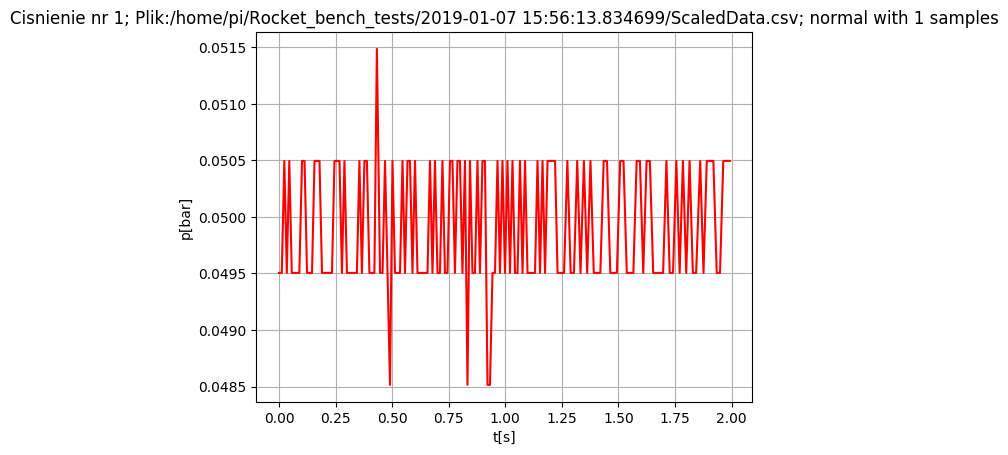 Cisnienie nr 1; Plik:/home/pi/Rocket_bench_tests/2019-01-07 15:56:13.834699/ScaledData.csv; normal with 1 samples
0.0515
0.0510
0.0505
0.0500
0.0495
0.0490
0.0485
p[bar]
0.00 0.25 0.50 0.75 1.00 1.25 1.50 1.75 2.00
t[s]